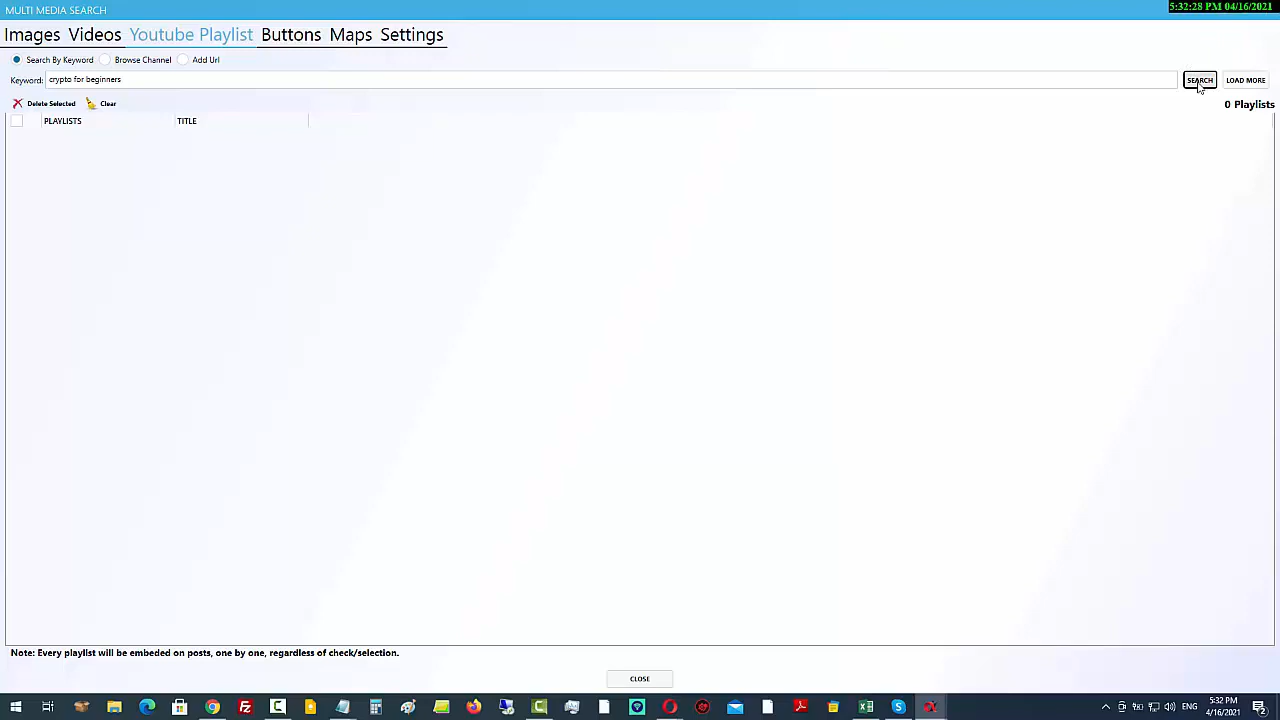 MULTI MEDIA SEARCH
5:32:28 PM 04/16/2021
Images Videos Youtube Playlist Buttons Maps Settings
Search By Keyword Browse Channel Add Url
Keyword: crypto for beginners SEARCH LOAD MORE
Delete Selected Clear 0 Playlists
PLAYLISTS TITLE
Note: Every playlist will be embeded on posts, one by one, regardless of check/selection.
CLOSE
ENG 5:32 PM
4/16/2021